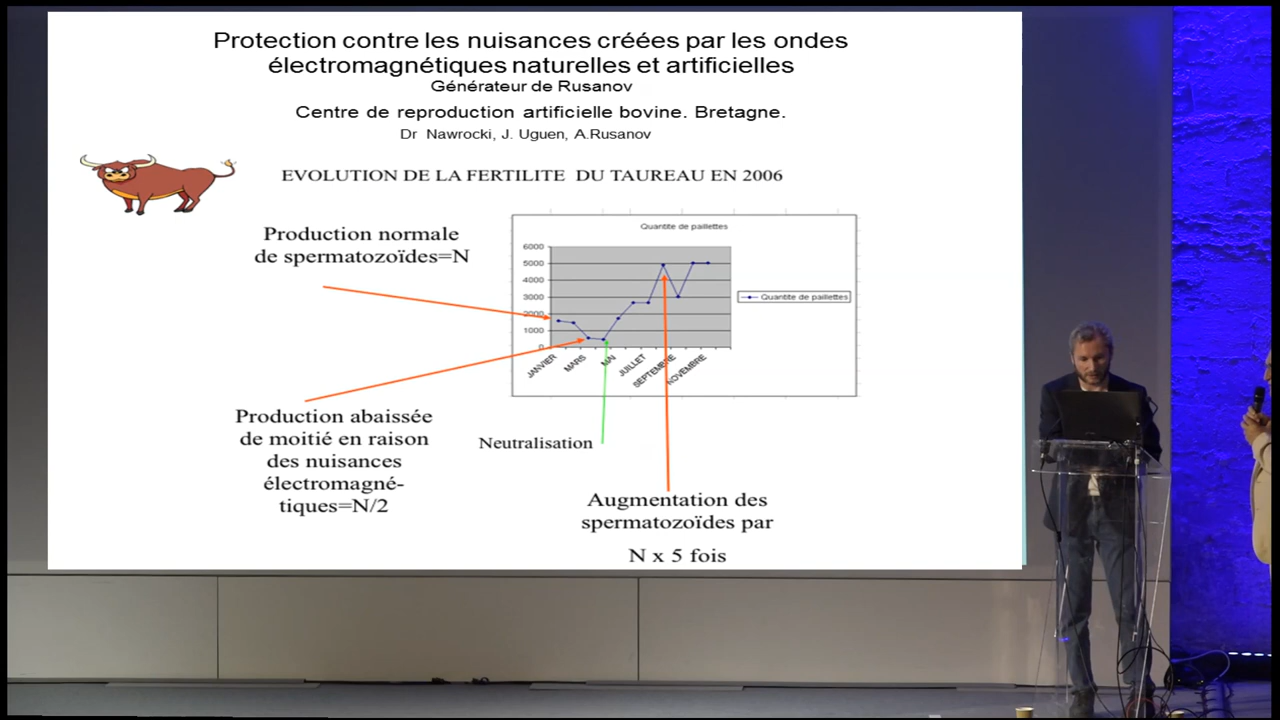 Protection contre les nuisances créées par les ondes
électromagnétiques naturelles et artificielles
Générateur de Rusanov
Centre de reproduction artificielle bovine. Bretagne.
Dr Nawrocki, J. Uguen, A.Rusanov
EVOLUTION DE LA FERTILITE DU TAUREAU EN 2006
Production normale
de spermatozoïdes=N
Quantite de paillettes
6000
5000
4000
3000
2000
1000
0
JANVIER
MARS
MAI
JUILLET
SEPTEMBRE
NOVEMBRE
Quantite de paillettes
Production abaissée
de moitié en raison
des nuisances
électromagné-
tiques=N/2
Neutralisation
Augmentation des
spermatozoïdes par
N x 5 fois